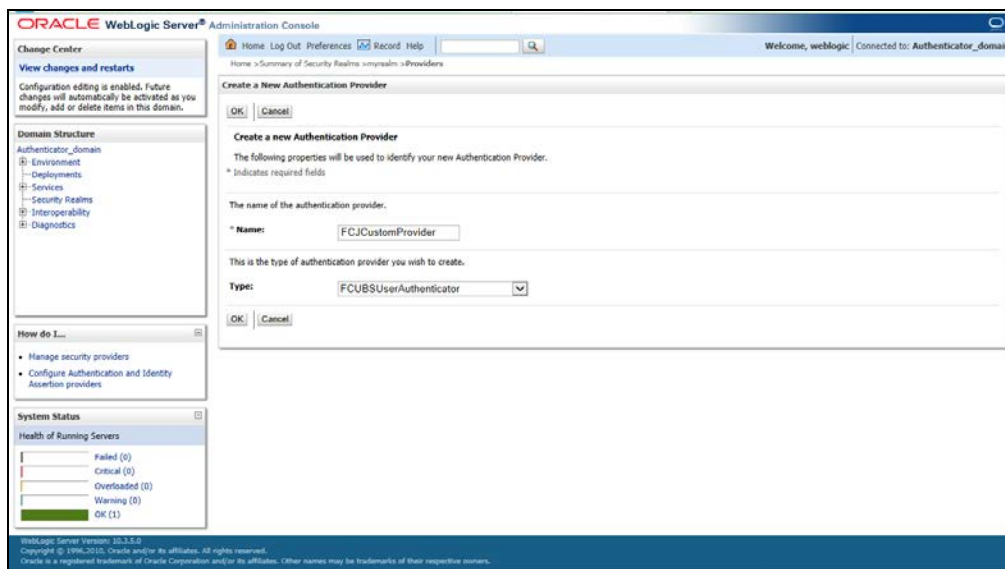 ORACLE WebLogic Server® Administration Console
Change Center
View changes and restarts
Configuration editing is enabled. Future
changes will automatically be activated as you
modify, add or delete items in this domain.
Domain Structure
Authenticator_domain
Environment
Deployments
Services
Security Realms
Interoperability
Diagnostics
How do I...
Manage security providers
Configure Authentication and Identity
Assertion providers
System Status
Health of Running Servers
Failed (0)
Critical (0)
Overloaded (0)
Warning (0)
OK (1)
Home Log Out Preferences Record Help
Welcome, weblogic Connected to: Authenticator_domai
Home >Summary of Security Realms >myrealm >Providers
Create a New Authentication Provider
OK Cancel
Create a new Authentication Provider
The following properties will be used to identify your new Authentication Provider.
* Indicates required fields
The name of the authentication provider.
* Name: FCJCustomProvider
This is the type of authentication provider you wish to create.
Type: FCUBSUserAuthenticator
OK Cancel
WebLogic Server Version: 10.3.5.0
Copyright © 1996,2010, Oracle and/or its affiliates. All rights reserved.
Oracle is a registered trademark of Oracle Corporation and/or its affiliates. Other names may be trademarks of their respective owners.